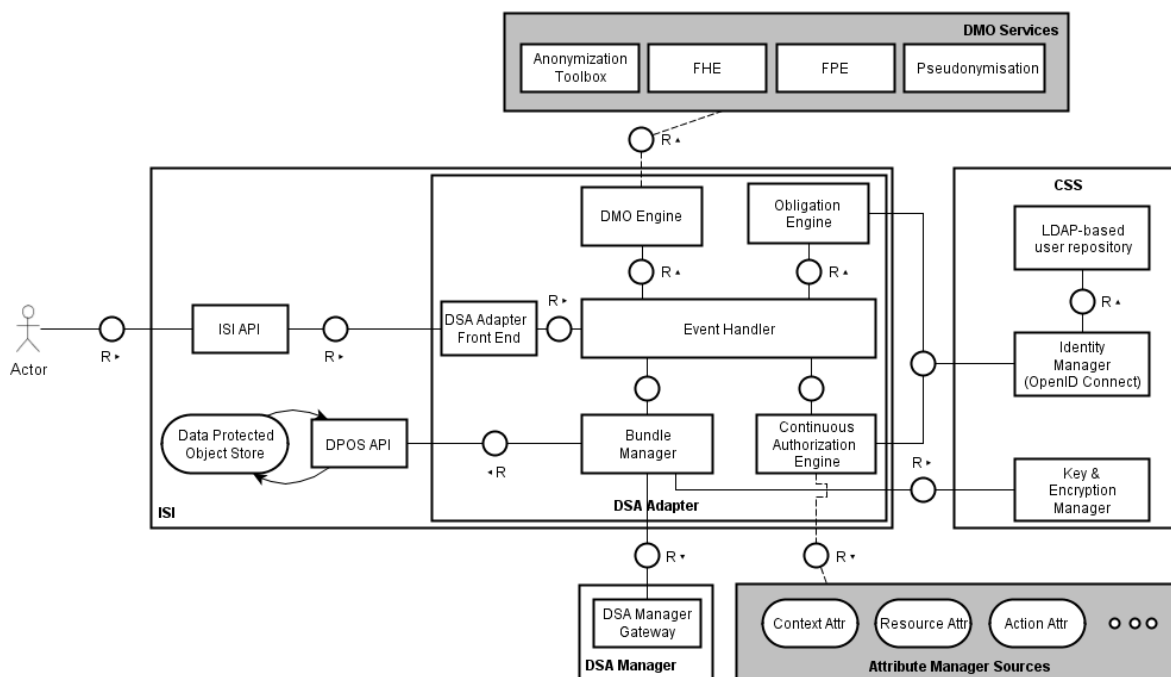 DMO Services
Anonymization
Toolbox
FHE
FPE
Pseudonymisation
R
CSS
DMO Engine
Obligation
Engine
LDAP-based
user repository
R
R
R
ISI API
DSA Adapter
Front End
R
Event Handler
Identity
Manager
(OpenID Connect)
R
R
Actor
Data Protected
Object Store
DPOS API
Bundle
Manager
Continuous
Authorization
Engine
R
R
Key &
Encryption
Manager
ISI
DSA Adapter
R
R
DSA Manager
Gateway
DSA Manager
Context Attr
Resource Attr
Action Attr
Attribute Manager Sources